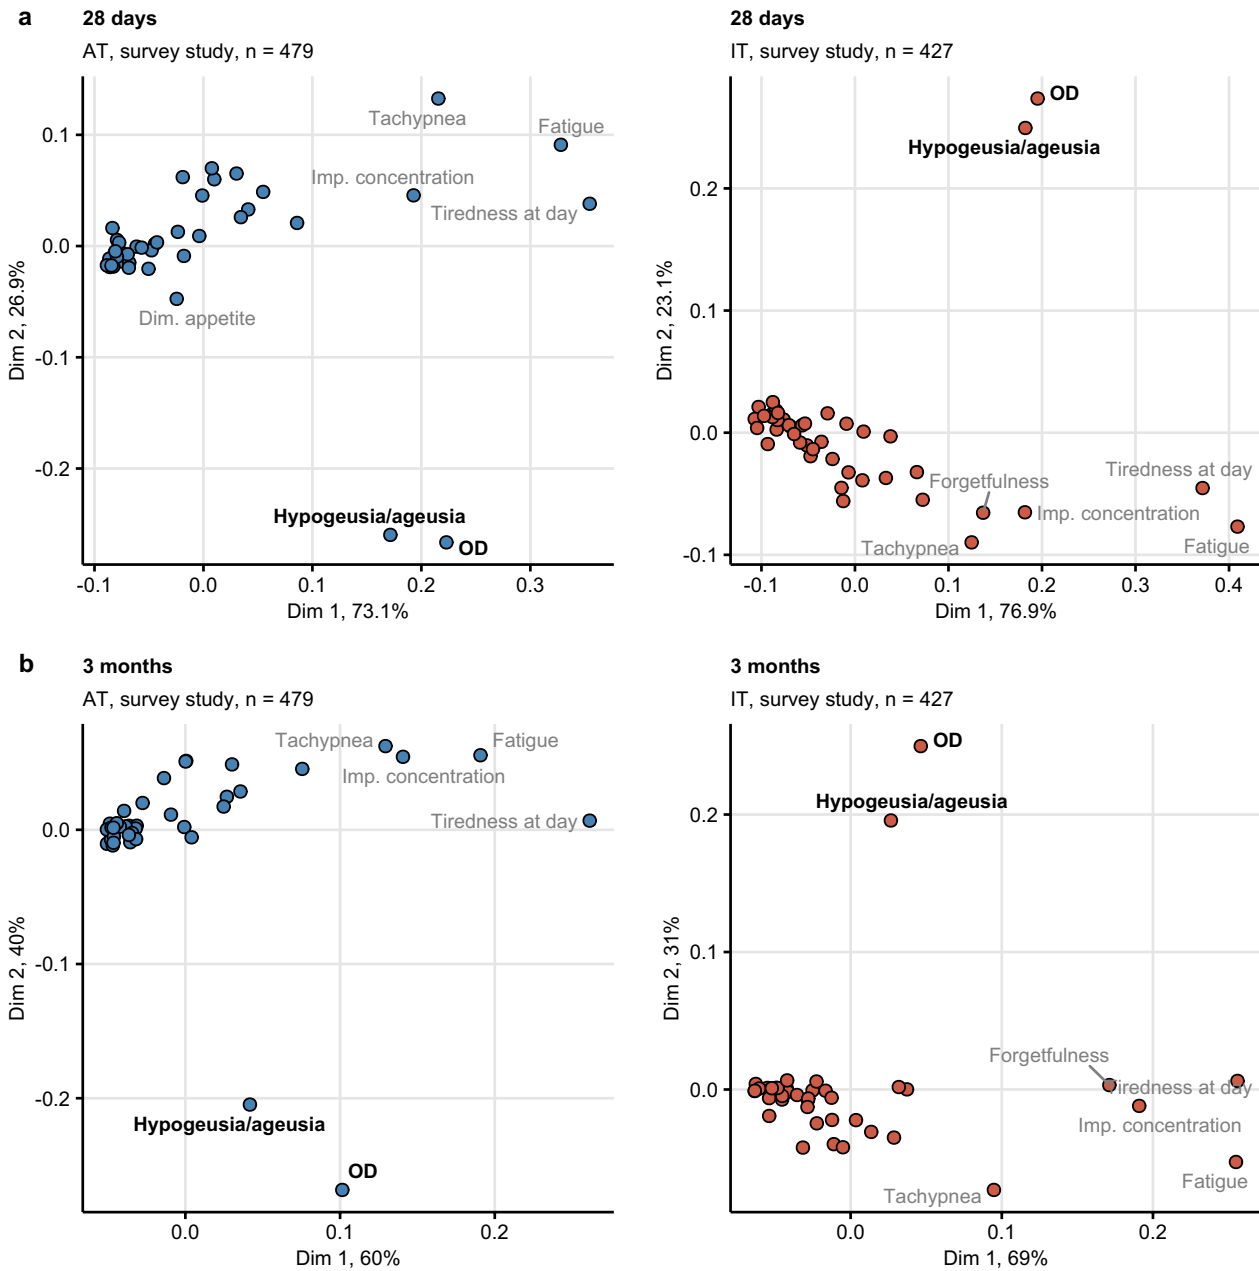 a
28 days
AT, survey study, n = 479
Dim 2, 26.9%
0.1
0.0
-0.1
-0.2
Tachypnea
Fatigue
Imp. concentration
Tiredness at day
Dim. appetite
Hypogeusia/ageusia
OD
-0.1 0.0 0.1 0.2 0.3
Dim 1, 73.1%
28 days
IT, survey study, n = 427
Dim 2, 23.1%
0.2
0.1
0.0
-0.1
OD
Hypogeusia/ageusia
Tiredness at day
Forgetfulness
Imp. concentration
Tachypnea
Fatigue
-0.1 0.0 0.1 0.2 0.3 0.4
Dim 1, 76.9%
b
3 months
AT, survey study, n = 479
Dim 2, 40%
0.0
-0.1
-0.2
Tachypnea
Fatigue
Imp. concentration
Tiredness at day
Hypogeusia/ageusia
OD
0.0 0.1 0.2
Dim 1, 60%
3 months
IT, survey study, n = 427
Dim 2, 31%
0.2
0.1
0.0
OD
Hypogeusia/ageusia
Forgetfulness
Tiredness at day
Imp. concentration
Fatigue
Tachypnea
0.0 0.1 0.2
Dim 1, 69%